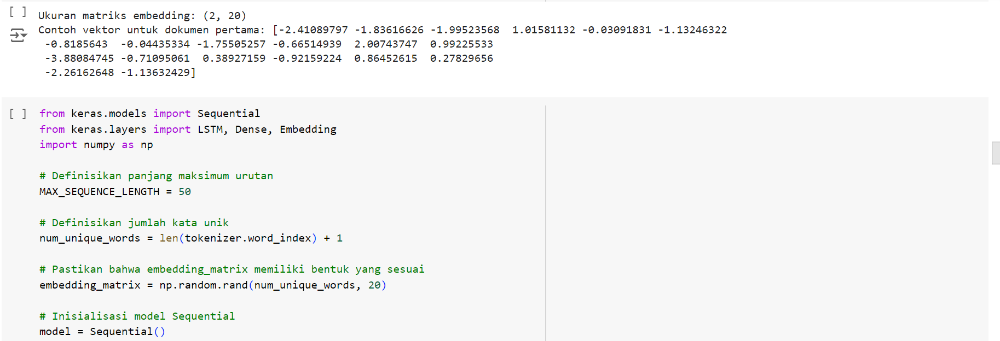 [ ]
Ukuran matriks embedding: (2, 20)
Contoh vektor untuk dokumen pertama: [-2.41089797 -1.83616626 -1.99523568  1.01581132 -0.03091831 -1.13246322
-0.8185643  -0.04435334 -1.75505257 -0.66514939  2.00743747  0.99225533
-3.88084745 -0.71095061  0.38927159 -0.92159224  0.86452615  0.27829656
-2.26162648 -1.13632429]
[ ]
from keras.models import Sequential
from keras.layers import LSTM, Dense, Embedding
import numpy as np
# Definisikan panjang maksimum urutan
MAX_SEQUENCE_LENGTH = 50
# Definisikan jumlah kata unik
num_unique_words = len(tokenizer.word_index) + 1
# Pastikan bahwa embedding_matrix memiliki bentuk yang sesuai
embedding_matrix = np.random.rand(num_unique_words, 20)
# Inisialisasi model Sequential
model = Sequential()